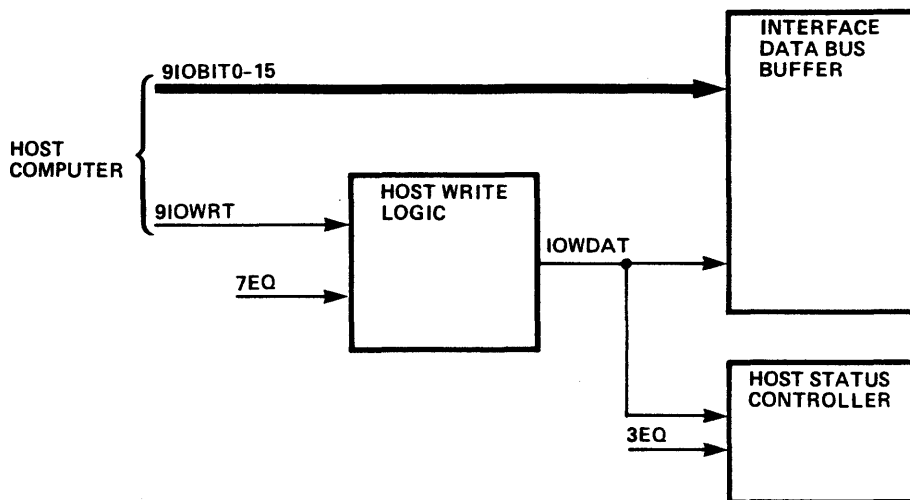 INTERFACE
DATA BUS
BUFFER
9IOBIT0-15
HOST
COMPUTER
HOST WRITE
LOGIC
9IOWRT
IOWDAT
7EQ
HOST STATUS
CONTROLLER
3EQ